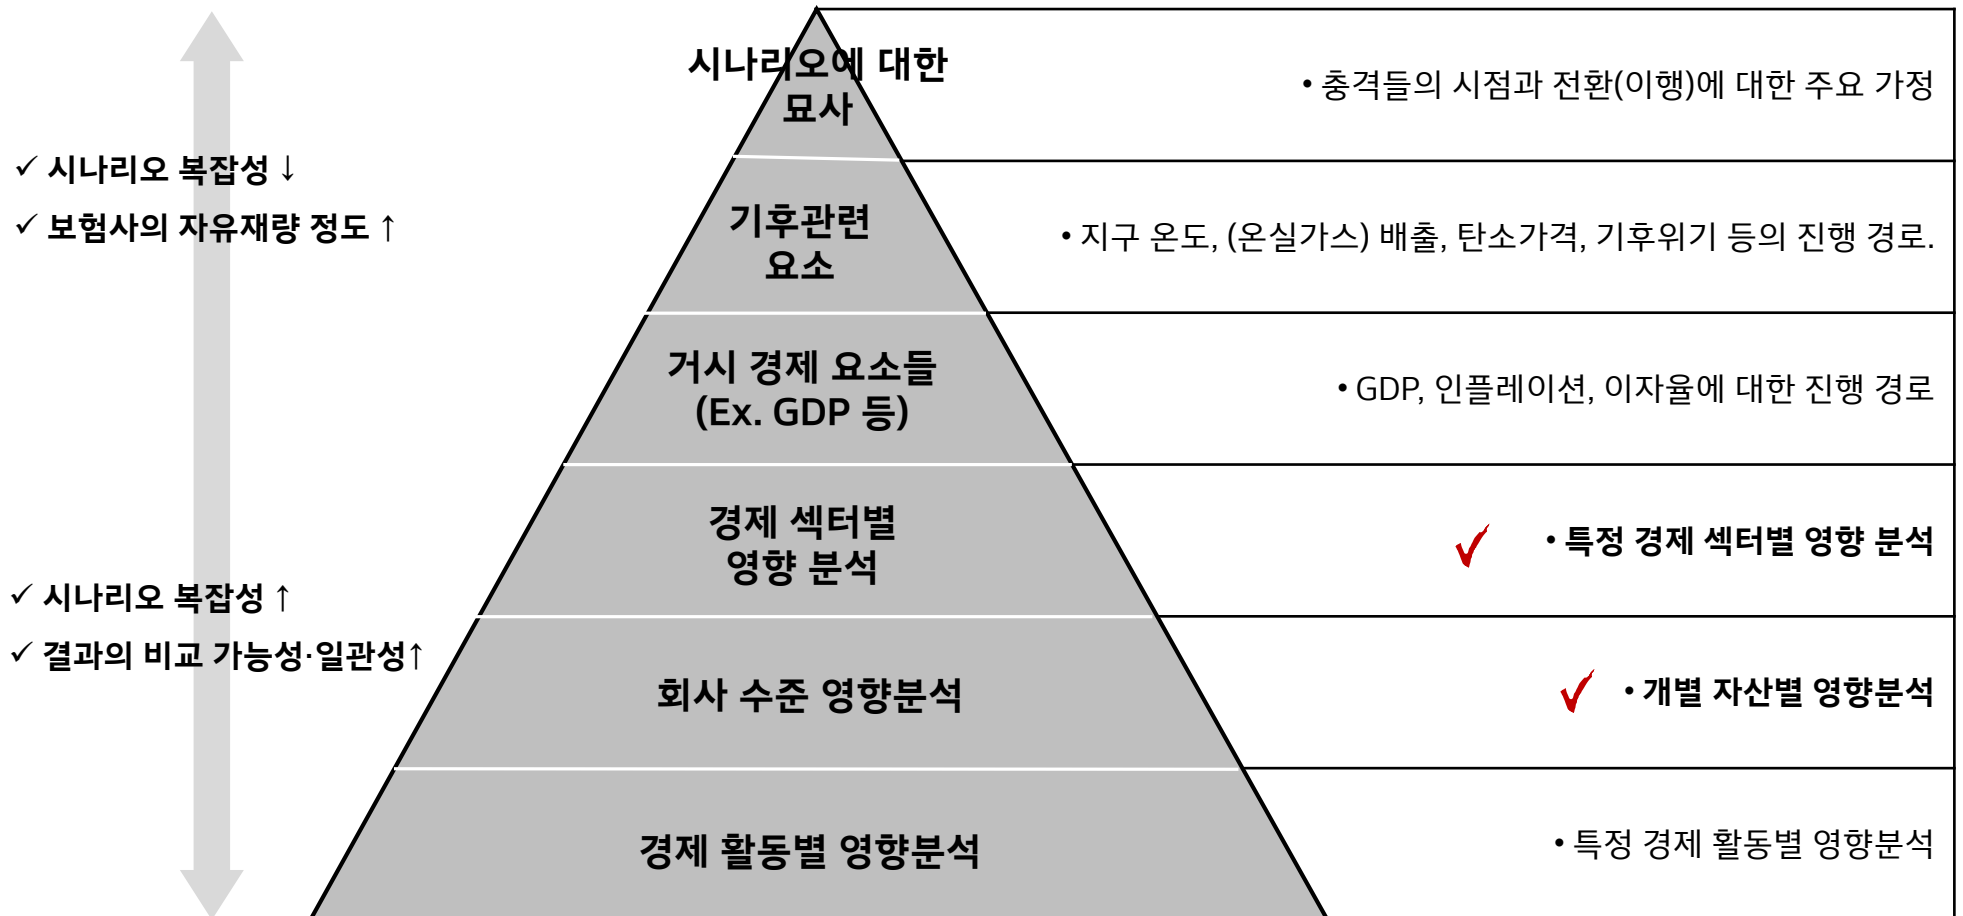 시나리오에 대한
묘사
• 충격들의 시점과 전환(이행)에 대한 주요 가정
✓ 시나리오 복잡성 ↓
✓ 보험사의 자유재량 정도 ↑
기후관련
요소
• 지구 온도, (온실가스) 배출, 탄소가격, 기후위기 등의 진행 경로.
거시 경제 요소들
(Ex. GDP 등)
• GDP, 인플레이션, 이자율에 대한 진행 경로
경제 섹터별
영향 분석
• 특정 경제 섹터별 영향 분석
✓ 시나리오 복잡성 ↑
✓ 결과의 비교 가능성·일관성↑
회사 수준 영향분석
• 개별 자산별 영향분석
경제 활동별 영향분석
• 특정 경제 활동별 영향분석